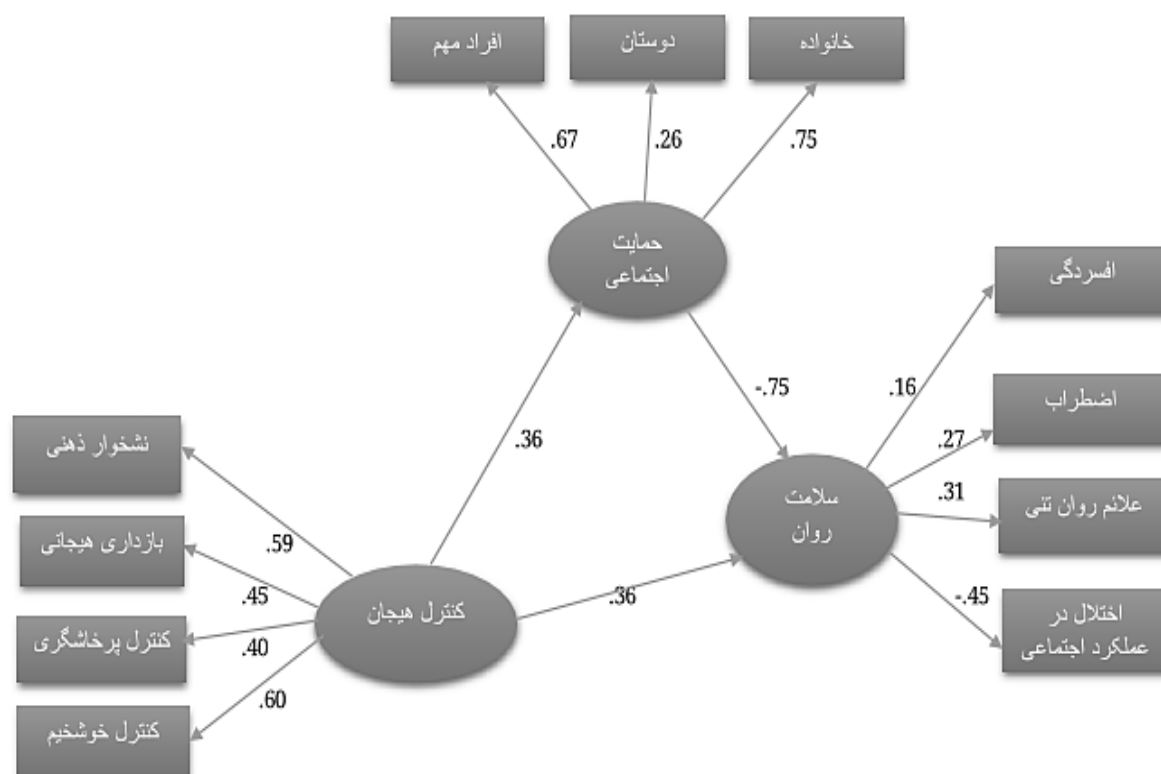 خانواده
دوستان
افراد مهم
.75
.26
.67
حمایت
اجتماعی
افسردگی
-.75
.16
اضطراب
.36
.27
نشخوار ذهنی
سلامت
روان
.31
علائم روان تنی
بازداری هیجانی
.59
.45
کنترل هیجان
.36
-.45
اختلال در
عملکرد اجتماعی
کنترل پرخاشگری
.40
.60
کنترل خوشخیم